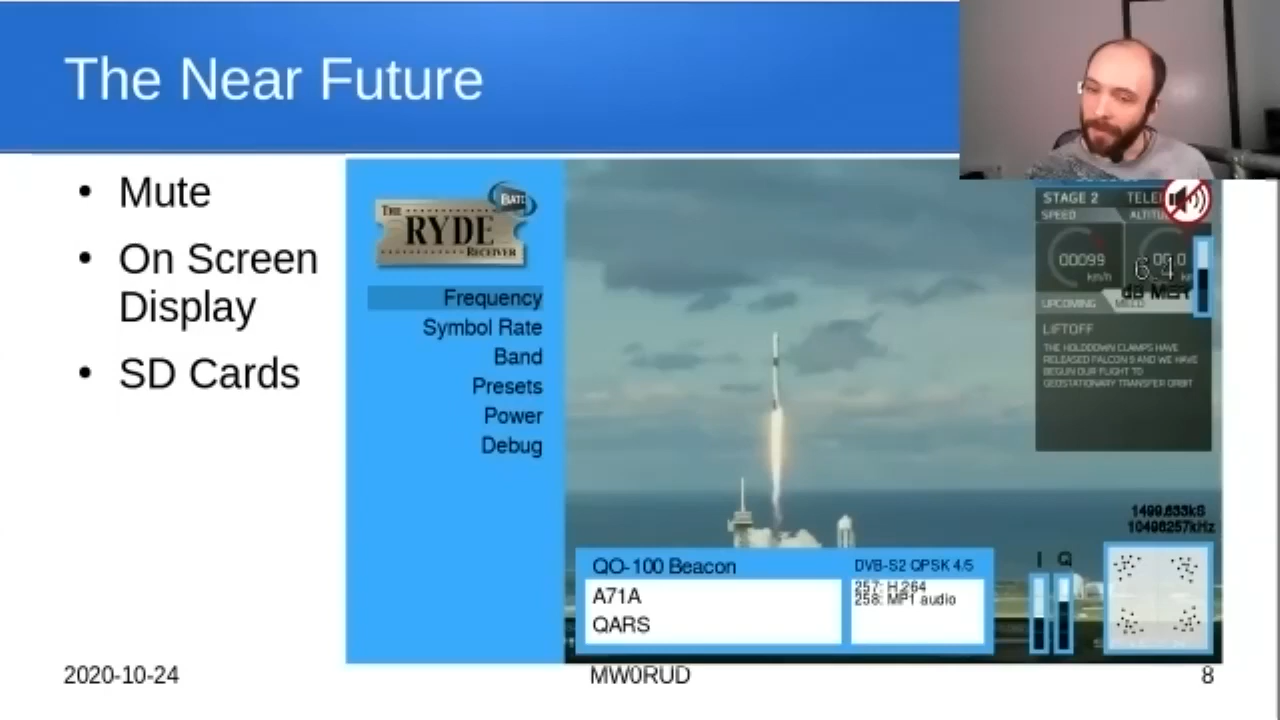 The Near Future
• Mute
• On Screen
Display
• SD Cards
THE
RYDE
RECEIVER
BATC
Frequency
Symbol Rate
Band
Presets
Power
Debug
STAGE 2
SPEED
00099
km/h
6.4
dB MER
UPCOMING
LIFTOFF
THE HOLDDOWN CLAMPS HAVE
RELEASED FALCON 9 AND WE HAVE
BEGUN OUR FLIGHT TO
GEOSTATIONARY TRANSFER ORBIT
1499.633kS
10496257kHz
QO-100 Beacon
A71A
QARS
DVB-S2 QPSK 4/5
257: H.264
258: MP1 audio
I Q
2020-10-24
MW0RUD
8